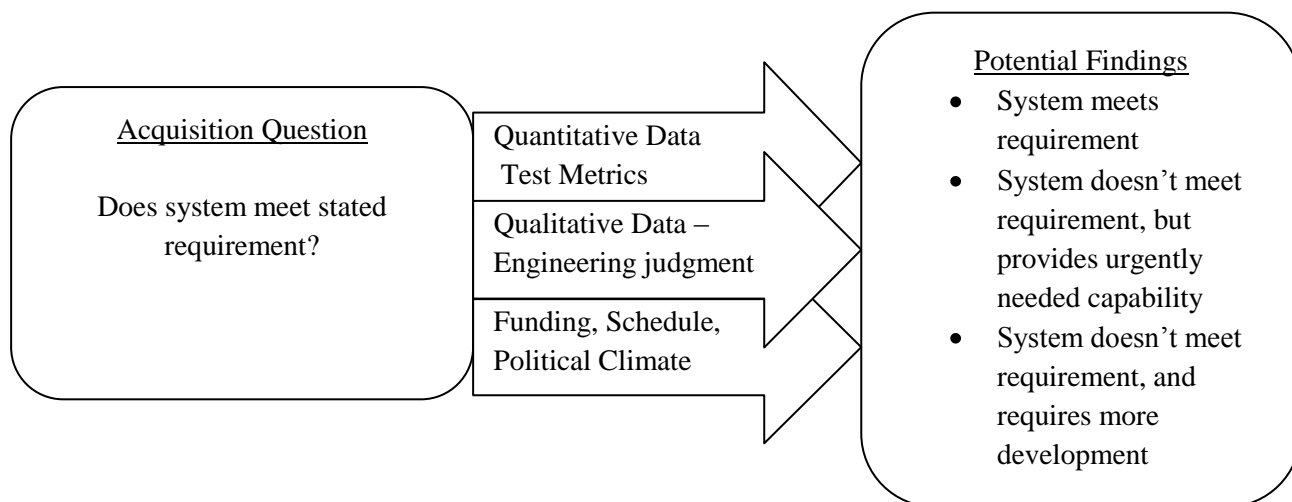 Acquisition Question
Does system meet stated
requirement?
Quantitative Data
Test Metrics
Qualitative Data –
Engineering judgment
Funding, Schedule,
Political Climate
Potential Findings
• System meets
requirement
• System doesn’t meet
requirement, but
provides urgently
needed capability
• System doesn’t meet
requirement, and
requires more
development